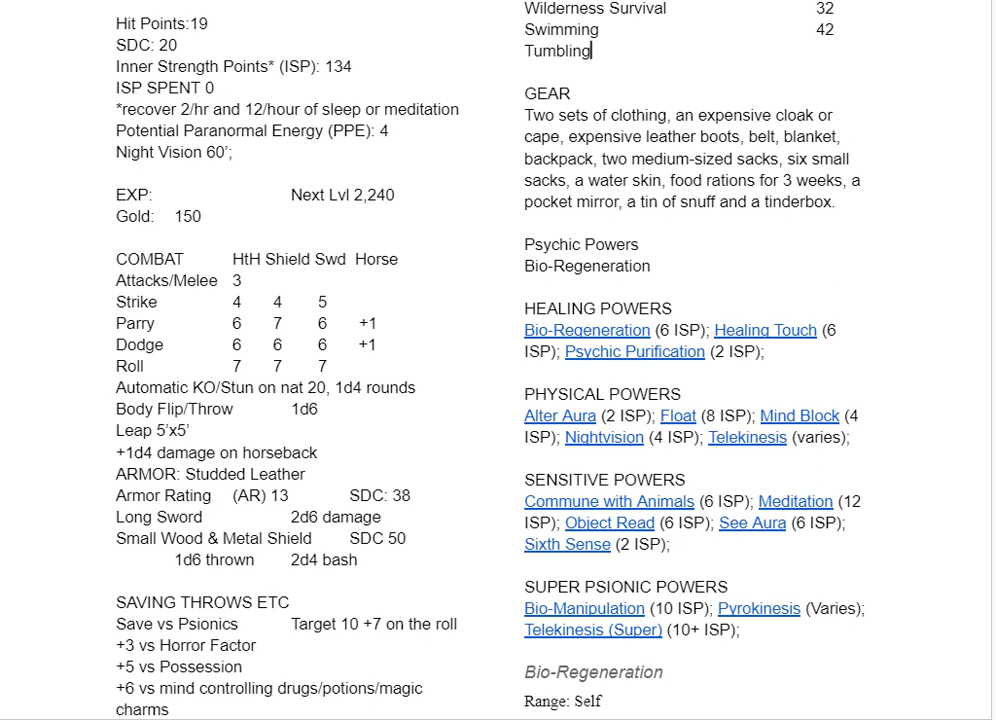 Hit Points:19
SDC: 20
Inner Strength Points* (ISP): 134
ISP SPENT 0
*recover 2/hr and 12/hour of sleep or meditation
Potential Paranormal Energy (PPE): 4
Night Vision 60';
EXP: Next Lvl 2,240
Gold: 150
COMBAT HtH Shield Swd Horse
Attacks/Melee 3
Strike 4 4 5
Parry 6 7 6 +1
Dodge 6 6 6 +1
Roll 7 7 7
Automatic KO/Stun on nat 20, 1d4 rounds
Body Flip/Throw 1d6
Leap 5'x5'
+1d4 damage on horseback
ARMOR: Studded Leather
Armor Rating (AR) 13 SDC: 38
Long Sword 2d6 damage
Small Wood & Metal Shield SDC 50
1d6 thrown 2d4 bash
SAVING THROWS ETC
Save vs Psionics Target 10 +7 on the roll
+3 vs Horror Factor
+5 vs Possession
+6 vs mind controlling drugs/potions/magic
charms
Wilderness Survival 32
Swimming 42
Tumbling
GEAR
Two sets of clothing, an expensive cloak or
cape, expensive leather boots, belt, blanket,
backpack, two medium-sized sacks, six small
sacks, a water skin, food rations for 3 weeks, a
pocket mirror, a tin of snuff and a tinderbox.
Psychic Powers
Bio-Regeneration
HEALING POWERS
Bio-Regeneration (6 ISP); Healing Touch (6
ISP); Psychic Purification (2 ISP);
PHYSICAL POWERS
Alter Aura (2 ISP); Float (8 ISP); Mind Block (4
ISP); Nightvision (4 ISP); Telekinesis (varies);
SENSITIVE POWERS
Commune with Animals (6 ISP); Meditation (12
ISP); Object Read (6 ISP); See Aura (6 ISP);
Sixth Sense (2 ISP);
SUPER PSIONIC POWERS
Bio-Manipulation (10 ISP); Pyrokinesis (Varies);
Telekinesis (Super) (10+ ISP);
Bio-Regeneration
Range: Self